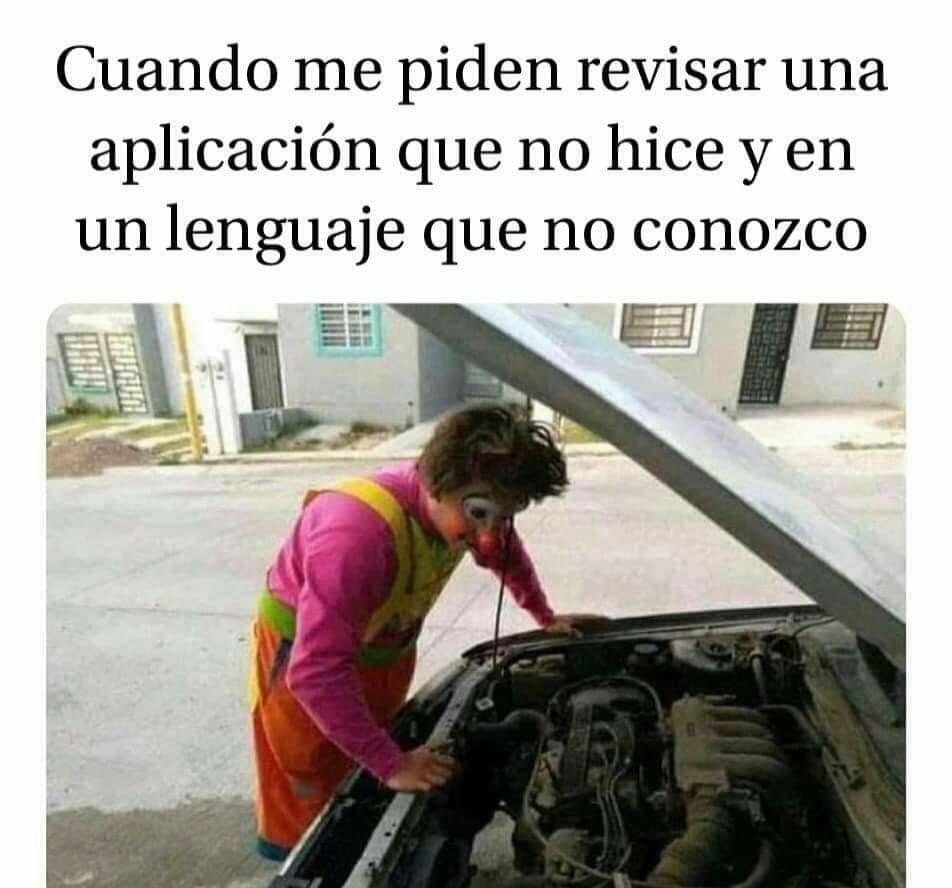 Cuando me piden revisar una
aplicación que no hice y en
un lenguaje que no conozco